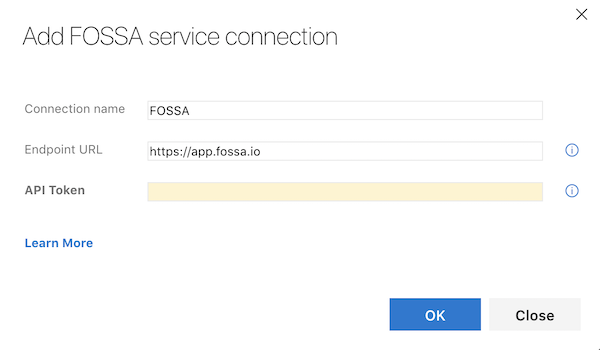 Add FOSSA service connection
Connection name FOSSA
Endpoint URL https://app.fossa.io
API Token
Learn More
OK Close